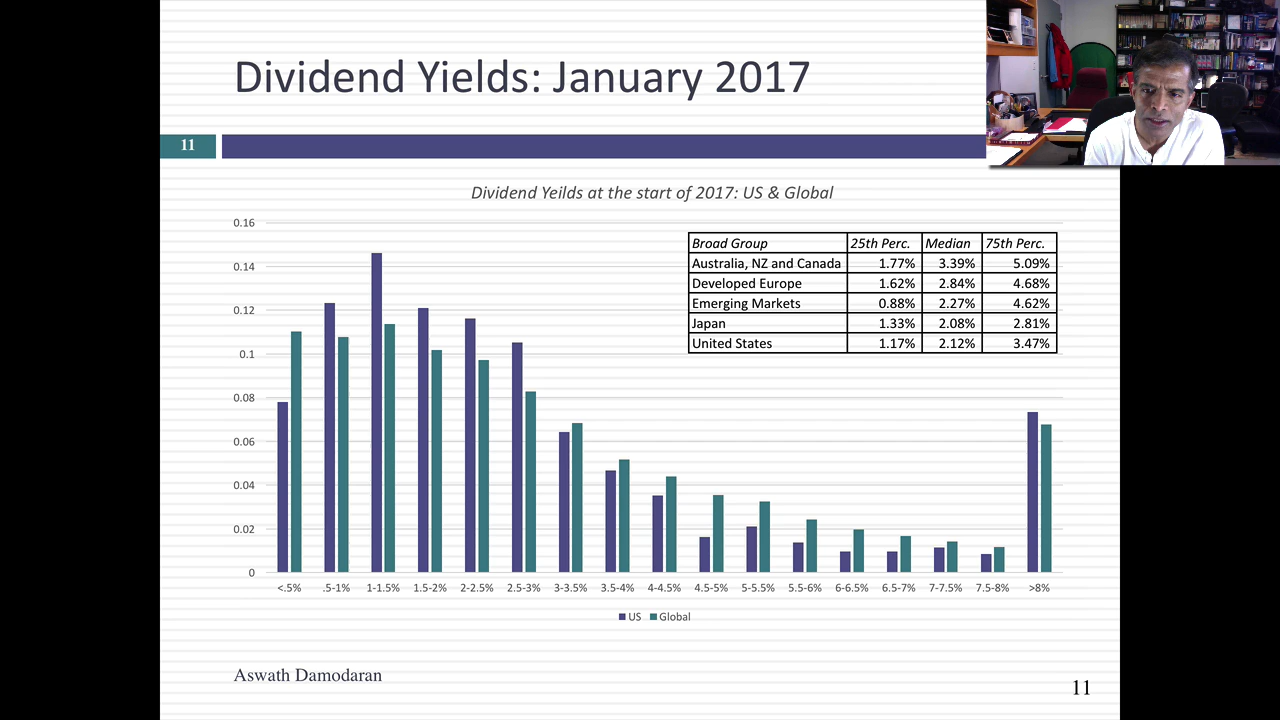 Dividend Yields: January 2017
11
Dividend Yeilds at the start of 2017: US & Global
0.16
0.14
0.12
0.1
0.08
0.06
0.04
0.02
0
Broad Group 25th Perc. Median 75th Perc.
Australia, NZ and Canada 1.77% 3.39% 5.09%
Developed Europe 1.62% 2.84% 4.68%
Emerging Markets 0.88% 2.27% 4.62%
Japan 1.33% 2.08% 2.81%
United States 1.17% 2.12% 3.47%
<.5% .5-1% 1-1.5% 1.5-2% 2-2.5% 2.5-3% 3-3.5% 3.5-4% 4-4.5% 4.5-5% 5-5.5% 5.5-6% 6-6.5% 6.5-7% 7-7.5% 7.5-8% >8%
US Global
Aswath Damodaran
11